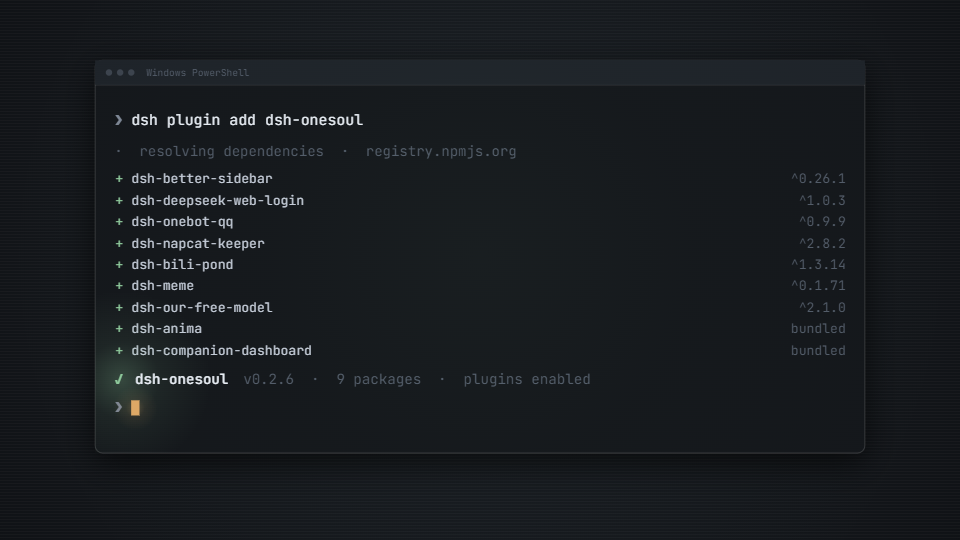 Windows PowerShell
❯ dsh plugin add dsh-onesoul
· resolving dependencies · registry.npmjs.org
+ dsh-better-sidebar ^0.26.1
+ dsh-deepseek-web-login ^1.0.3
+ dsh-onebot-qq ^0.9.9
+ dsh-napcat-keeper ^2.8.2
+ dsh-bili-pond ^1.3.14
+ dsh-meme ^0.1.71
+ dsh-our-free-model ^2.1.0
+ dsh-anima bundled
+ dsh-companion-dashboard bundled
✓ dsh-onesoul v0.2.6 · 9 packages · plugins enabled
❯